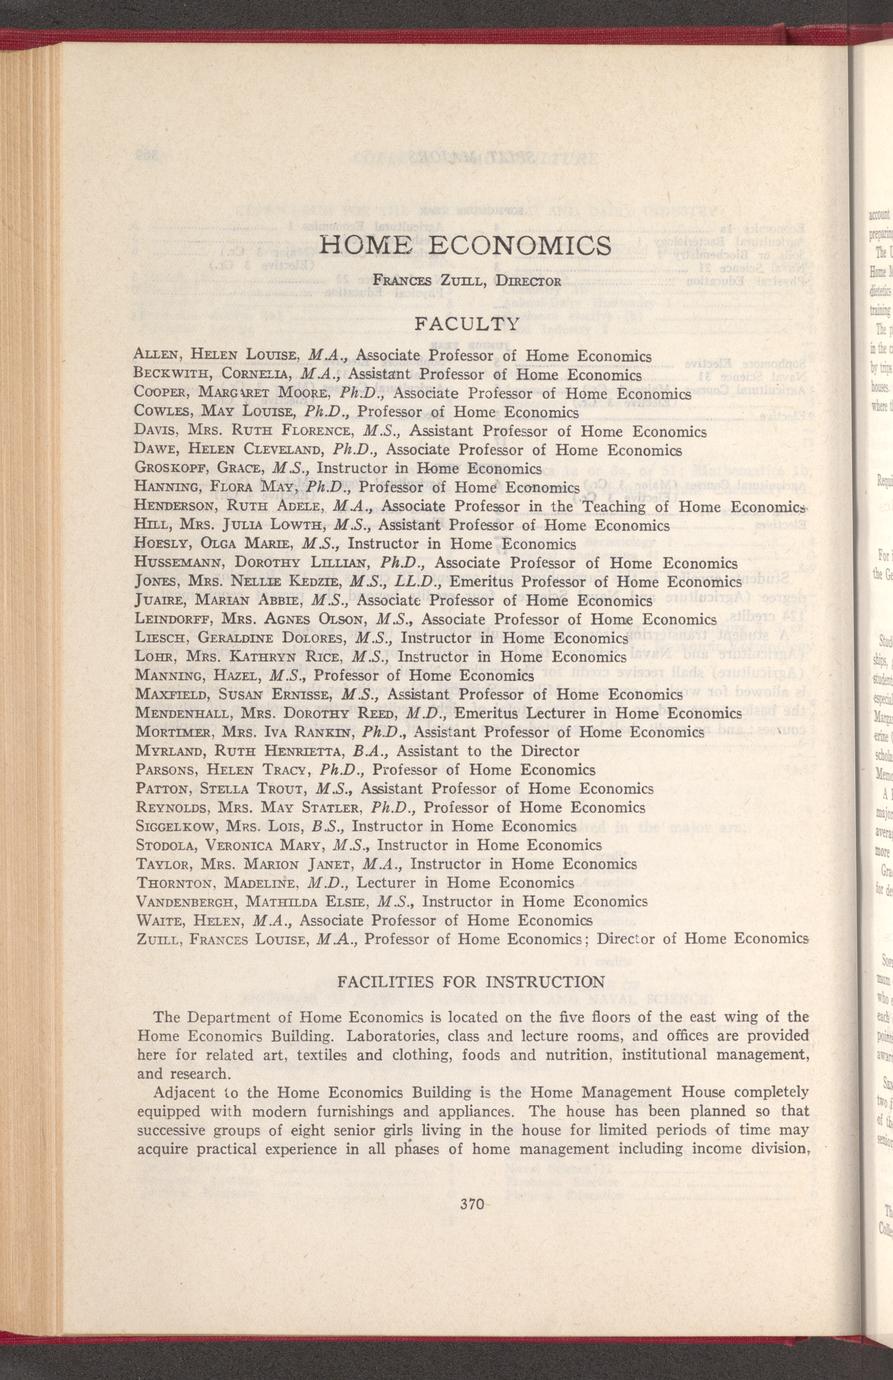 HOME ECONOMICS
FRANCES ZUILL, DIRECTOR
FACULTY
ALLEN, HELEN LOUISE, M.A., Associate Professor of Home Economics
BECKWITH, CORNELIA, M.A., Assistant Professor of Home Economics
COOPER, MARGARET MOORE, Ph.D., Associate Professor of Home Economics
COWLES, MAY LOUISE, Ph.D., Professor of Home Economics
DAVIS, MRS. RUTH FLORENCE, M.S., Assistant Professor of Home Economics
DAWE, HELEN CLEVELAND, Ph.D., Associate Professor of Home Economics
GROSKOPF, GRACE, M.S., Instructor in Home Economics
HANNING, FLORA MAY, Ph.D., Professor of Home Economics
HENDERSON, RUTH ADELE, M.A., Associate Professor in the Teaching of Home Economics
HILL, MRS. JULIA LOWTH, M.S., Assistant Professor of Home Economics
HOESLY, OLGA MARIE, M.S., Instructor in Home Economics
HUSSEMANN, DOROTHY LILLIAN, Ph.D., Associate Professor of Home Economics
JONES, MRS. NELLIE KEDZIE, M.S., LL.D., Emeritus Professor of Home Economics
JUAIRE, MARIAN ABBIE, M.S., Associate Professor of Home Economics
LEINDORFF, MRS. AGNES OLSON, M.S., Associate Professor of Home Economics
LIESCH, GERALDINE DOLORES, M.S., Instructor in Home Economics
LOHR, MRS. KATHRYN RICE, M.S., Instructor in Home Economics
MANNING, HAZEL, M.S., Professor of Home Economics
MAXFIELD, SUSAN ERNISSE, M.S., Assistant Professor of Home Economics
MENDENHALL, MRS. DOROTHY REED, M.D., Emeritus Lecturer in Home Economics
MORTIMER, MRS. IVA RANKIN, Ph.D., Assistant Professor of Home Economics
MYRLAND, RUTH HENRIETTA, B.A., Assistant to the Director
PARSONS, HELEN TRACY, Ph.D., Professor of Home Economics
PATTON, STELLA TROUT, M.S., Assistant Professor of Home Economics
REYNOLDS, MRS. MAY STATLER, Ph.D., Professor of Home Economics
SIGGELKOW, MRS. LOIS, B.S., Instructor in Home Economics
STODOLA, VERONICA MARY, M.S., Instructor in Home Economics
TAYLOR, MRS. MARION JANET, M.A., Instructor in Home Economics
THORNTON, MADELINE, M.D., Lecturer in Home Economics
VANDENBERGH, MATHILDA ELSIE, M.S., Instructor in Home Economics
WAITE, HELEN, M.A., Associate Professor of Home Economics
ZUILL, FRANCES LOUISE, M.A., Professor of Home Economics; Director of Home Economics
FACILITIES FOR INSTRUCTION
The Department of Home Economics is located on the five floors of the east wing of the
Home Economics Building. Laboratories, class and lecture rooms, and offices are provided
here for related art, textiles and clothing, foods and nutrition, institutional management,
and research.
Adjacent to the Home Economics Building is the Home Management House completely
equipped with modern furnishings and appliances. The house has been planned so that
successive groups of eight senior girls living in the house for limited periods of time may
acquire practical experience in all phases of home management including income division,
370